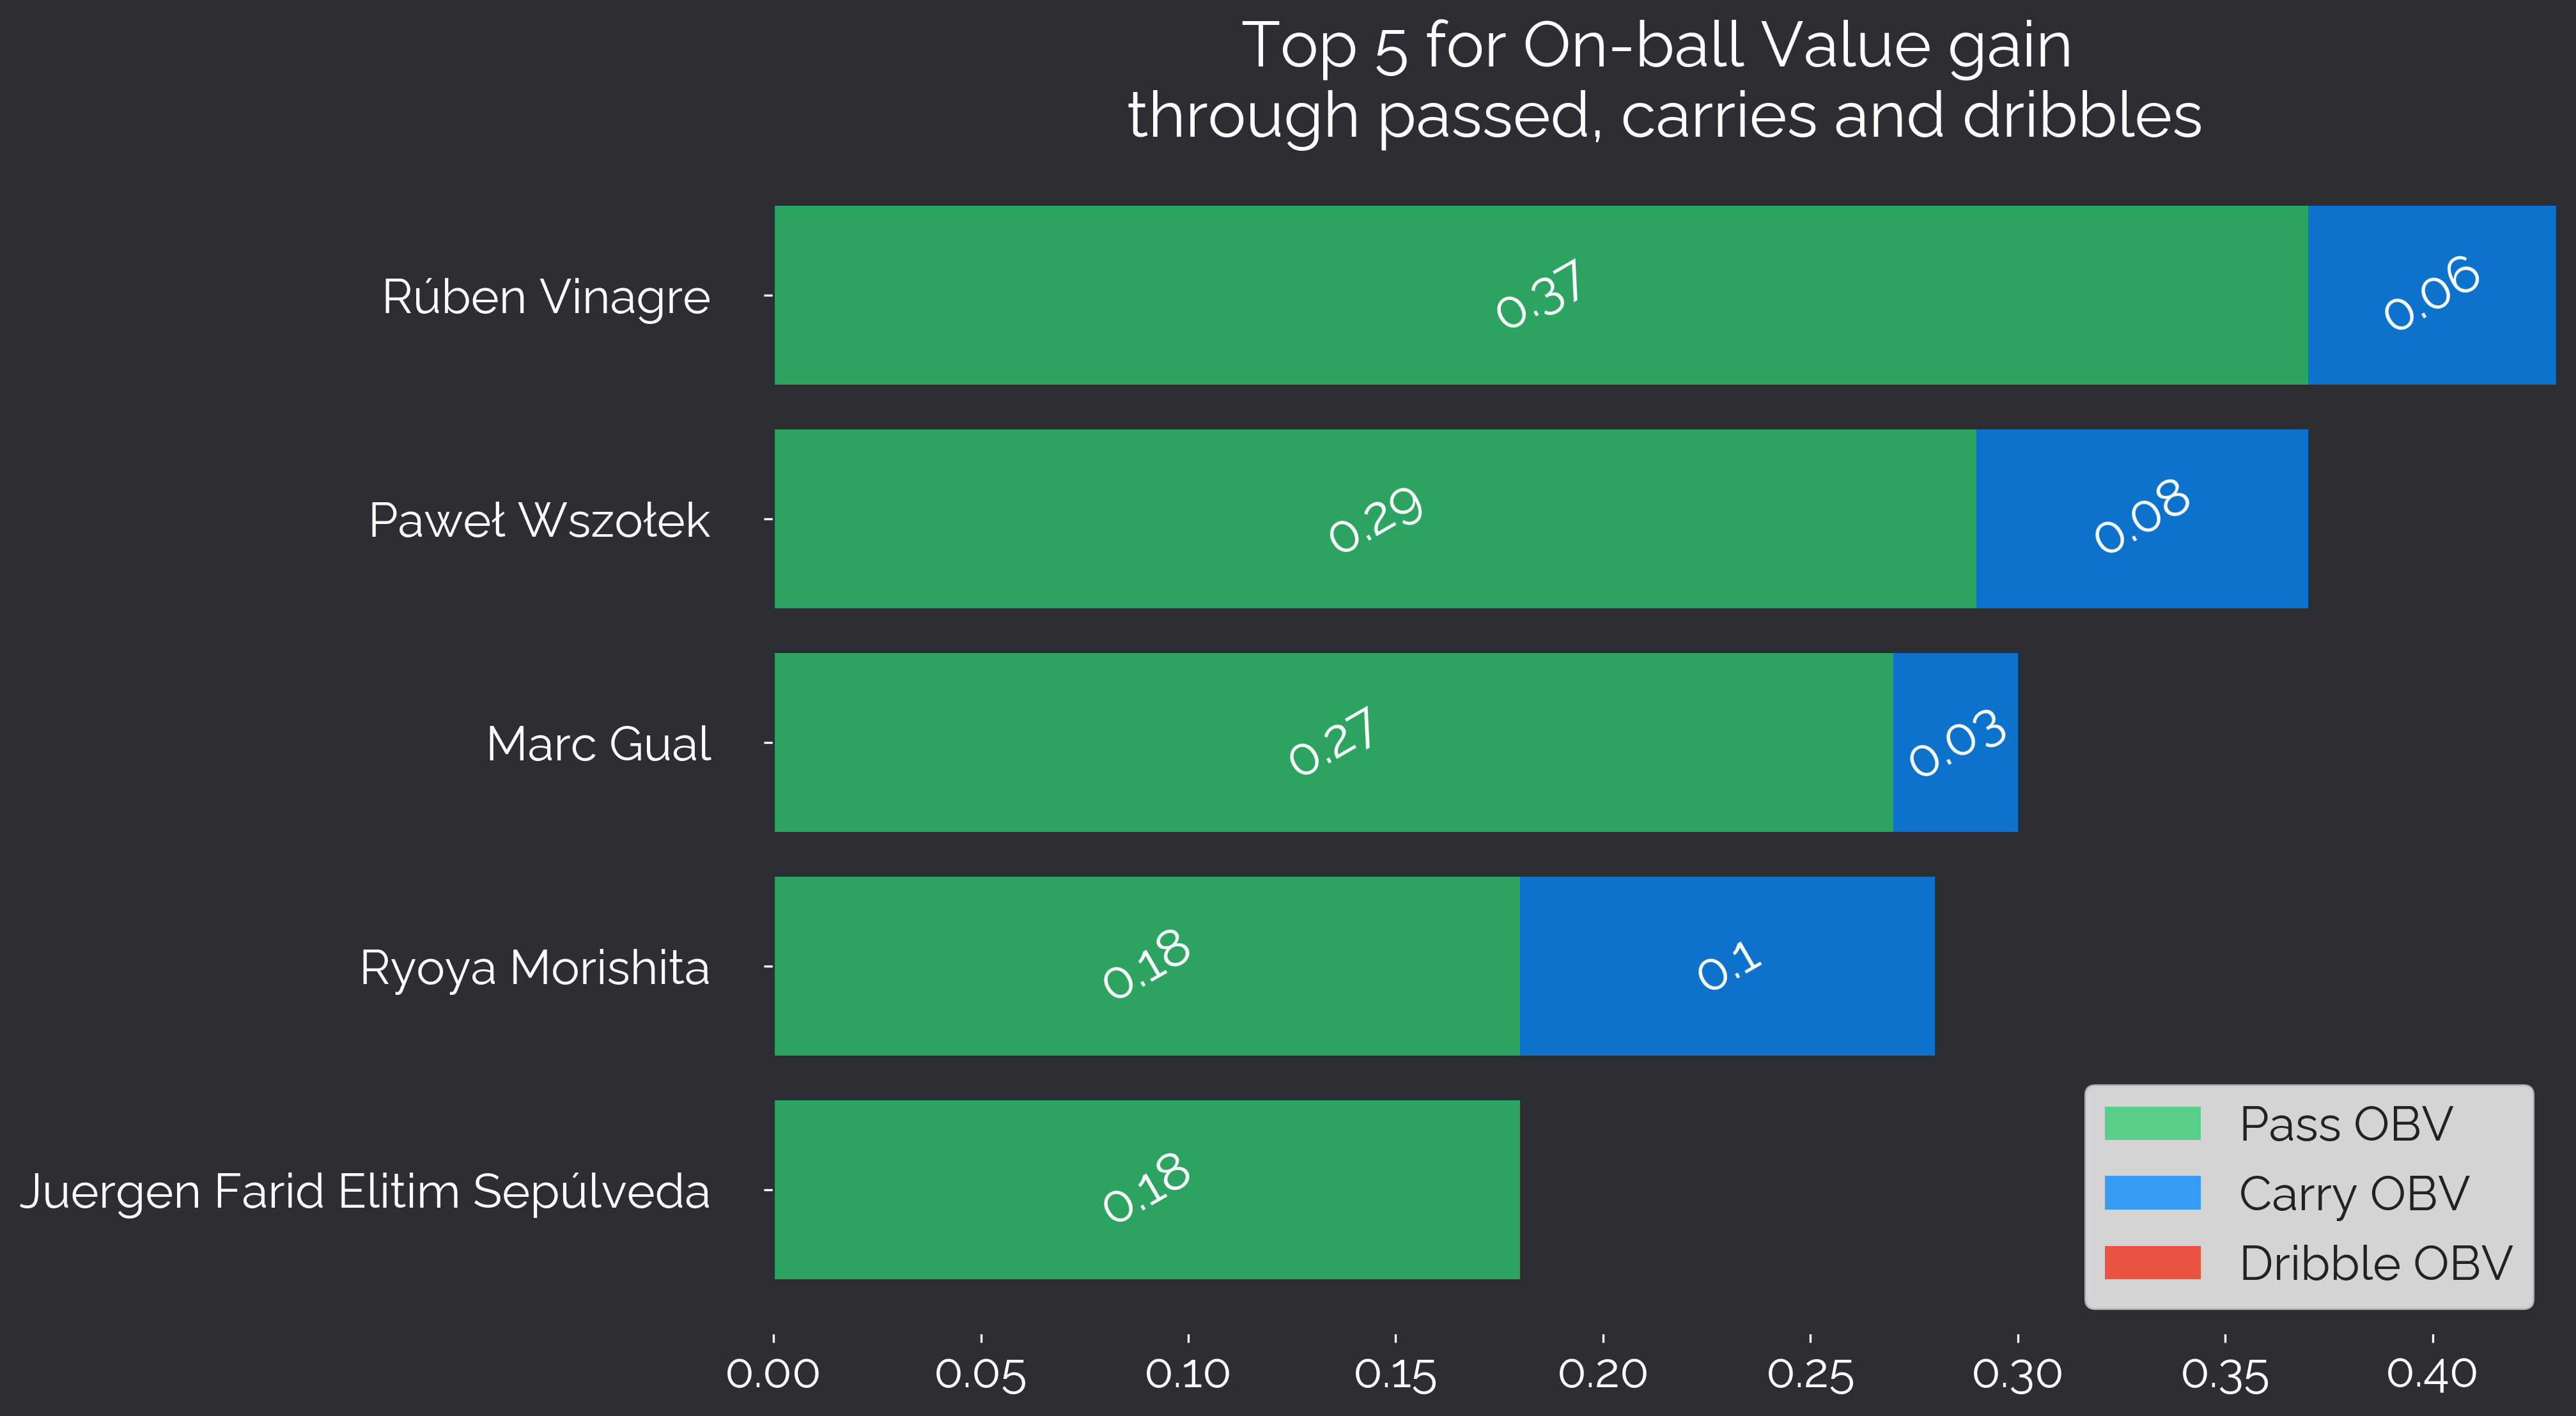 Top 5 for On-ball Value gain
through passed, carries and dribbles
Rúben Vinagre
0.37
0.06
Paweł Wszołek
0.29
0.08
Marc Gual
0.27
0.03
Ryoya Morishita
0.18
0.1
Juergen Farid Elitim Sepúlveda
0.18
Pass OBV
Carry OBV
Dribble OBV
0.00 0.05 0.10 0.15 0.20 0.25 0.30 0.35 0.40